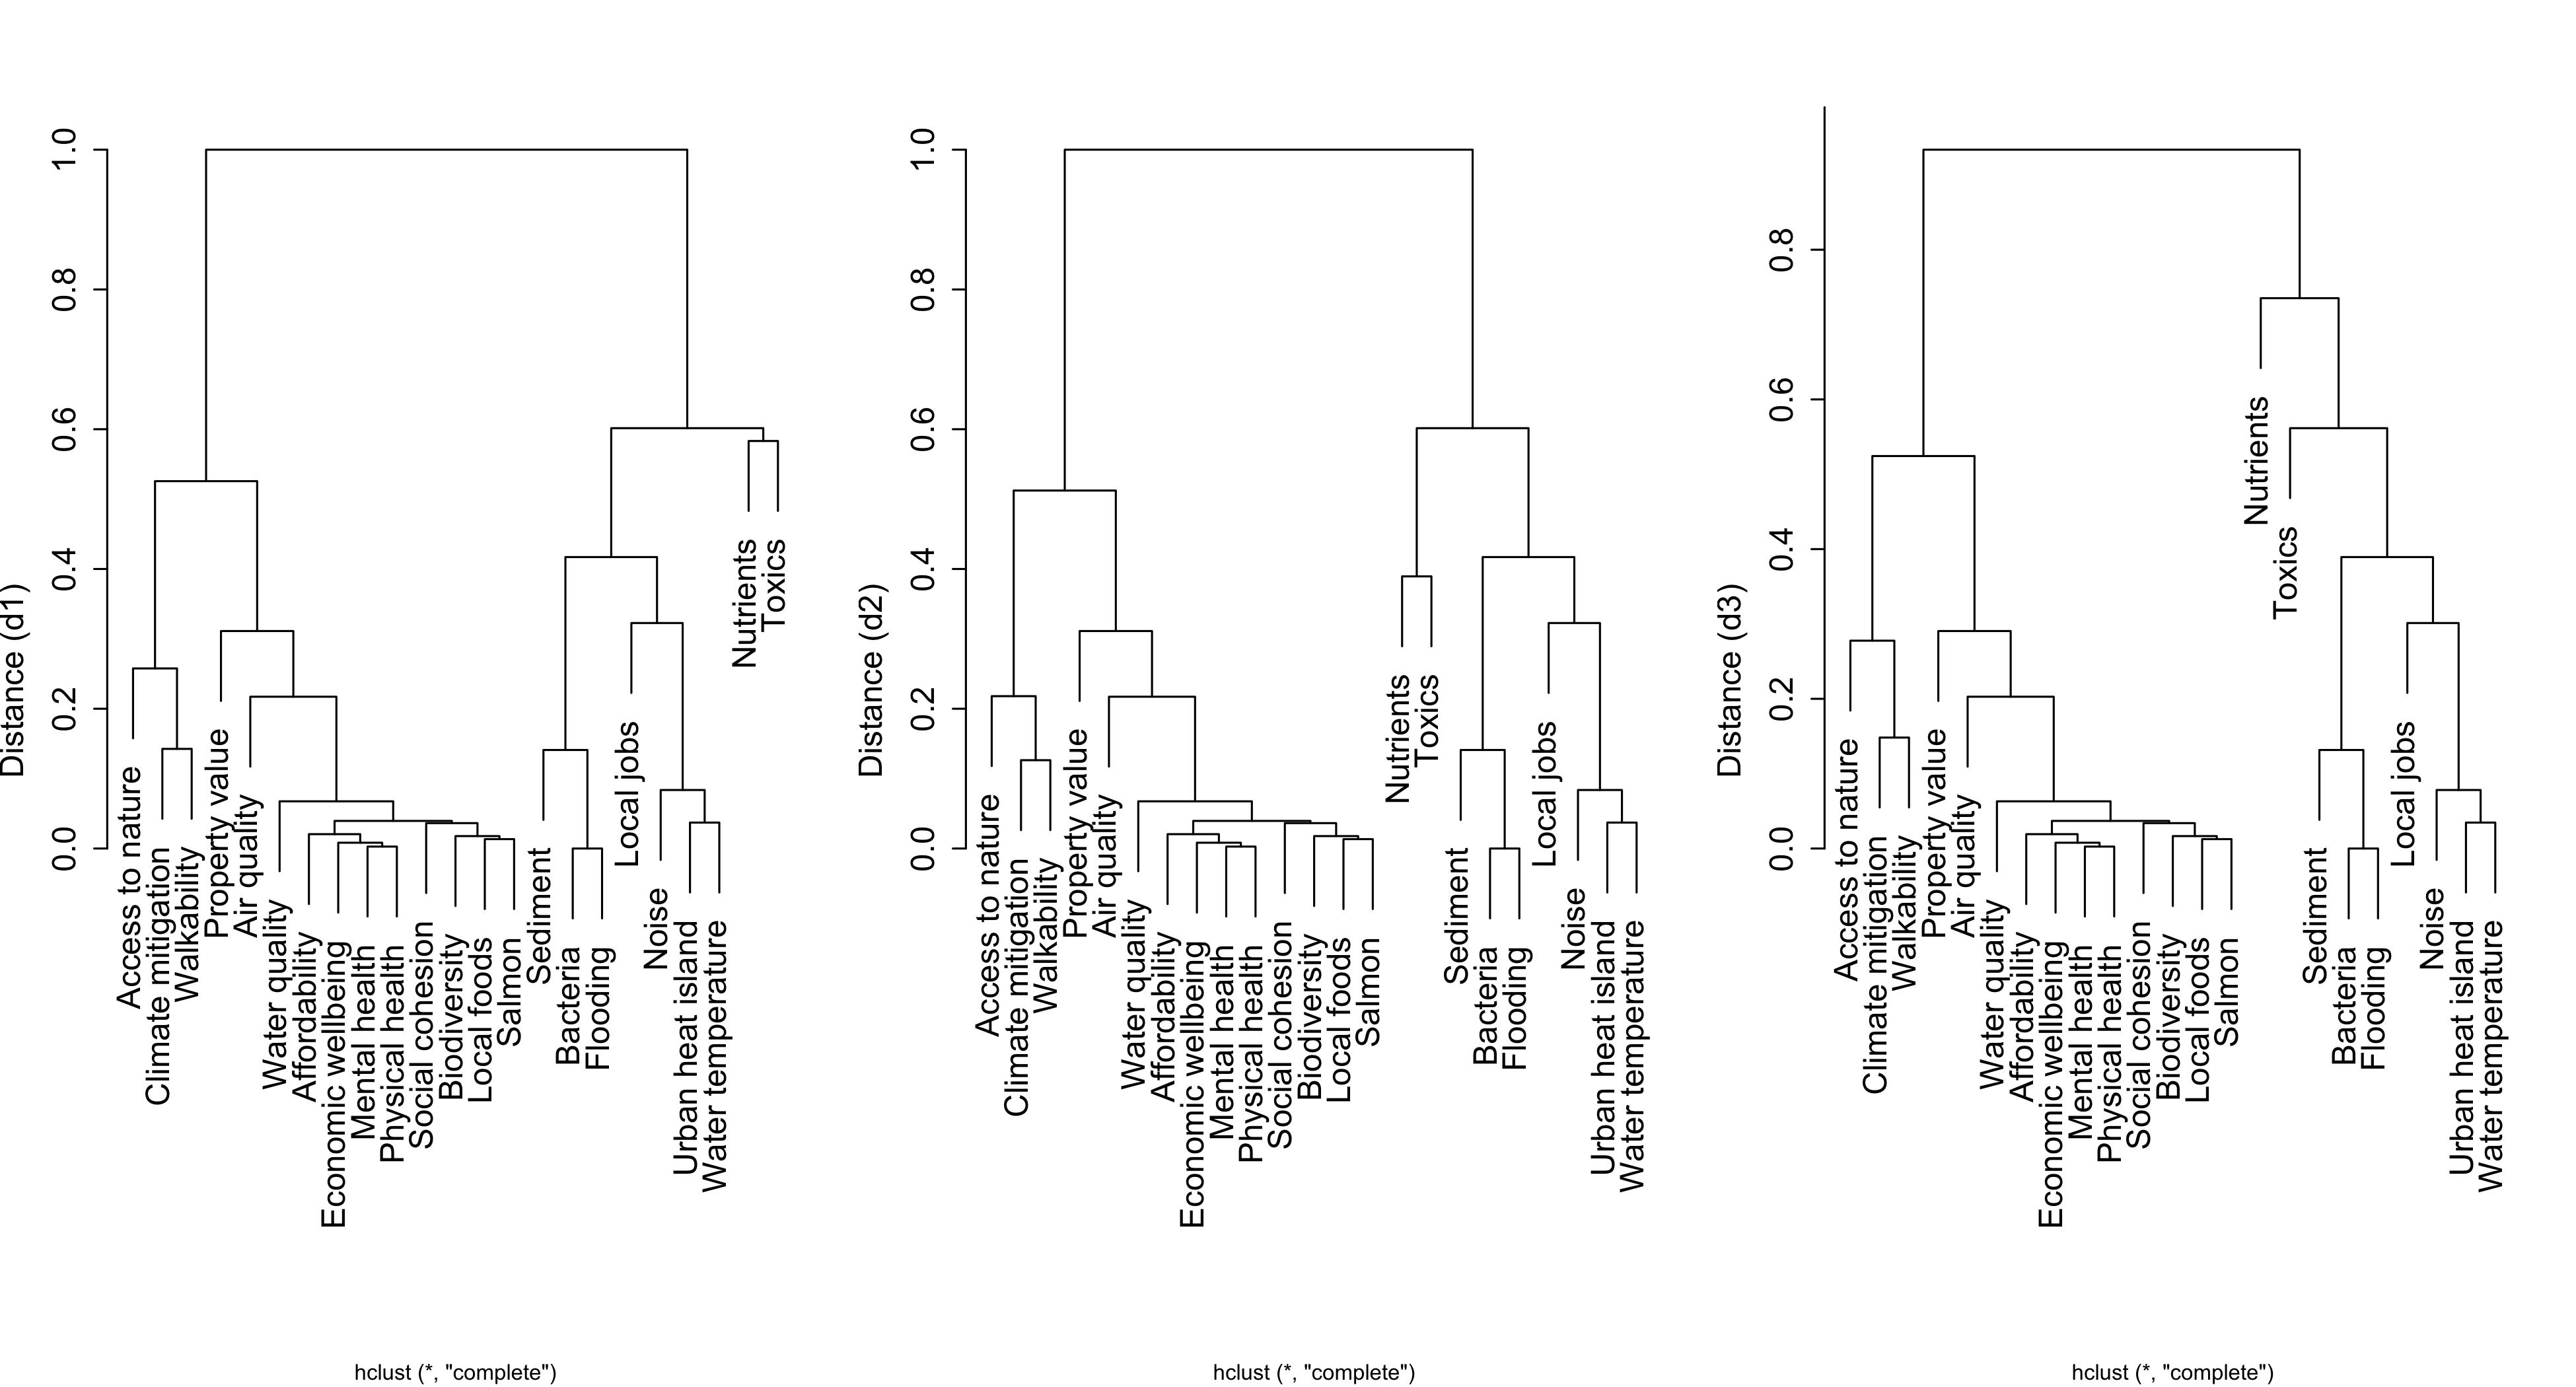 Distance (d1)
1.0
0.8
0.6
0.4
0.2
0.0
Access to nature
Climate mitigation
Walkability
Property value
Air quality
Water quality
Affordability
Economic wellbeing
Mental health
Physical health
Social cohesion
Biodiversity
Local foods
Salmon
Sediment
Bacteria
Flooding
Local jobs
Noise
Urban heat island
Water temperature
Nutrients
Toxics
hclust (*, "complete")
Distance (d2)
1.0
0.8
0.6
0.4
0.2
0.0
Access to nature
Climate mitigation
Walkability
Property value
Air quality
Water quality
Affordability
Economic wellbeing
Mental health
Physical health
Social cohesion
Biodiversity
Local foods
Salmon
Nutrients
Toxics
Sediment
Bacteria
Flooding
Local jobs
Noise
Urban heat island
Water temperature
hclust (*, "complete")
Distance (d3)
0.8
0.6
0.4
0.2
0.0
Access to nature
Climate mitigation
Walkability
Property value
Air quality
Water quality
Affordability
Economic wellbeing
Mental health
Physical health
Social cohesion
Biodiversity
Local foods
Salmon
Nutrients
Toxics
Sediment
Bacteria
Flooding
Local jobs
Noise
Urban heat island
Water temperature
hclust (*, "complete")